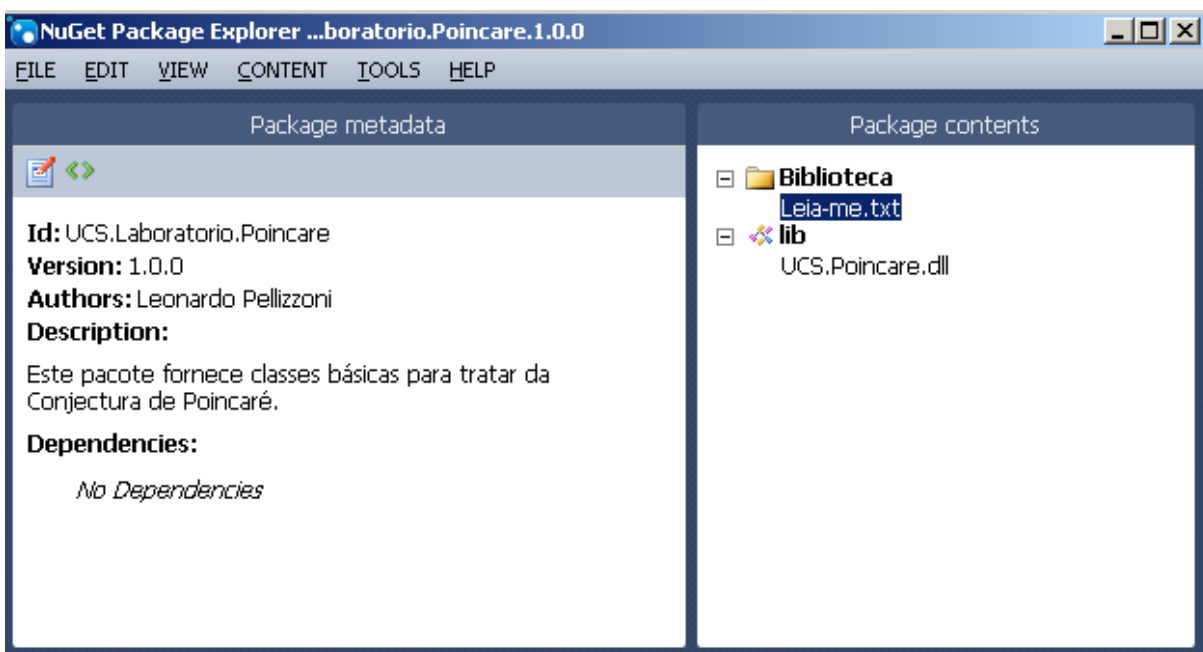 NuGet Package Explorer ...boratorio.Poincare.1.0.0
FILE EDIT VIEW CONTENT TOOLS HELP
Package metadata
Id: UCS.Laboratorio.Poincare
Version: 1.0.0
Authors: Leonardo Pellizzoni
Description:
Este pacote fornece classes básicas para tratar da
Conjectura de Poincaré.
Dependencies:
No Dependencies
Package contents
Biblioteca
Leia-me.txt
lib
UCS.Poincare.dll